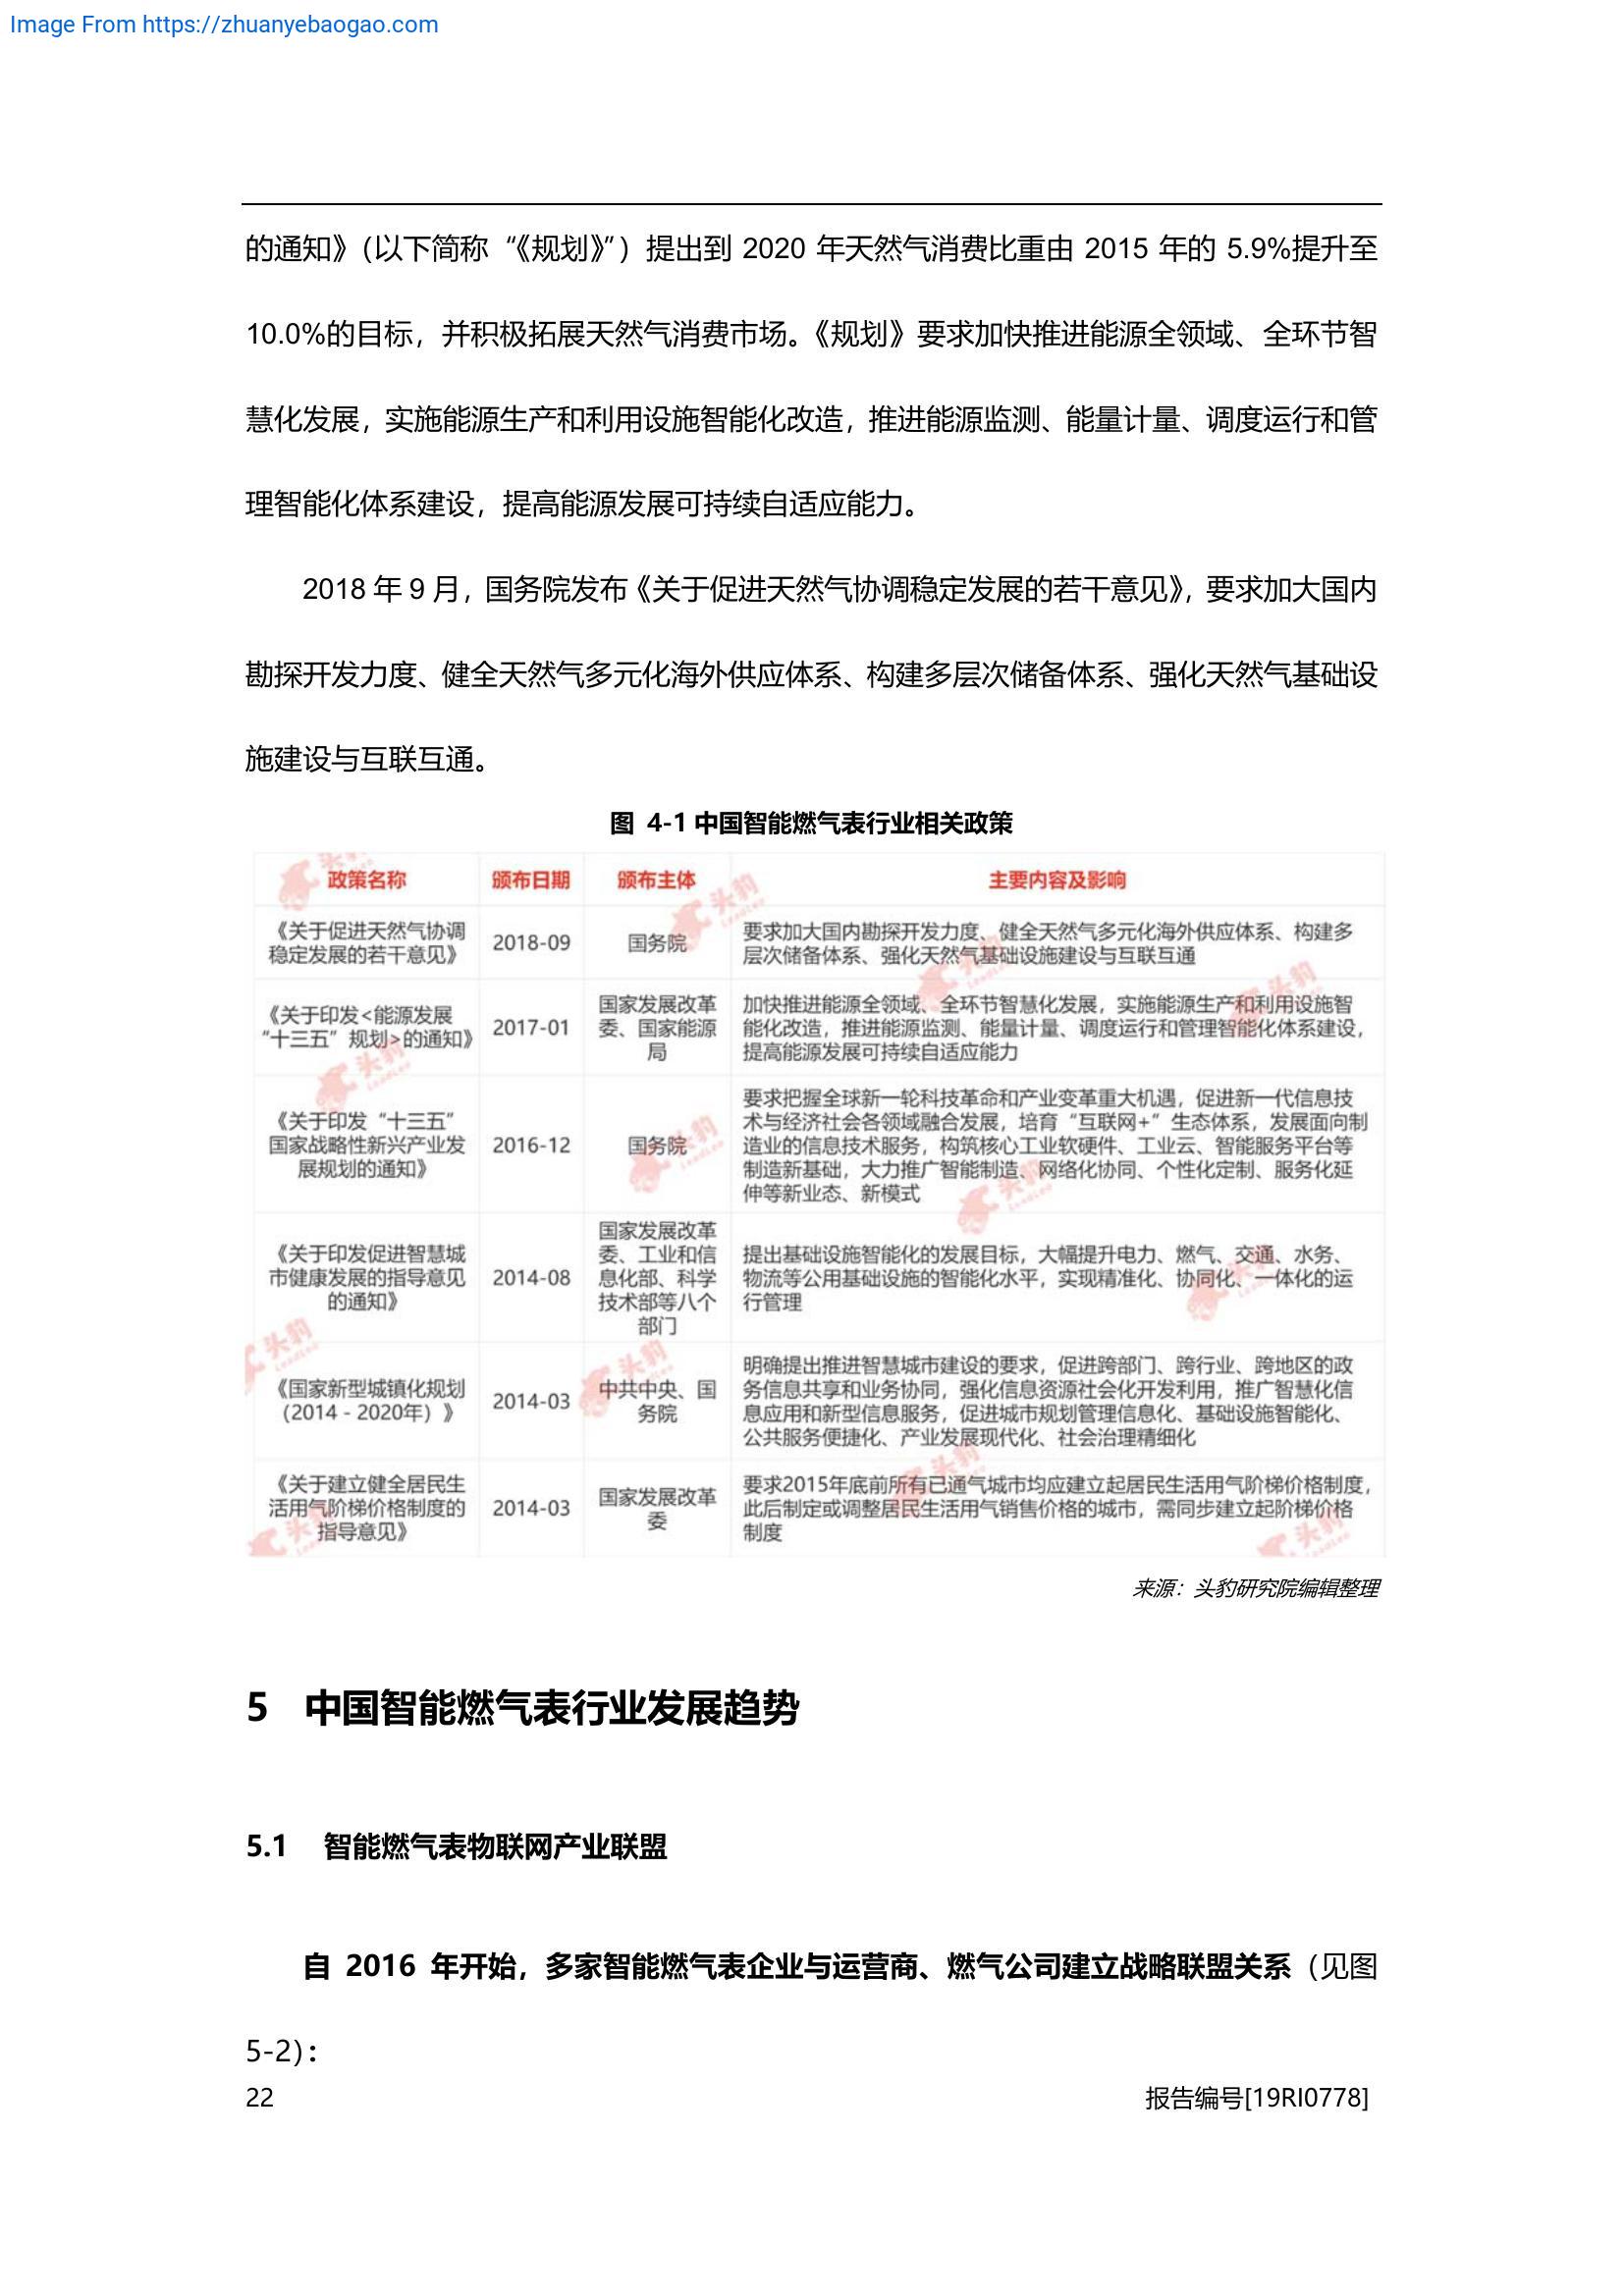 Image From https://zhuanyebaogao.com
的通知》（以下简称“《规划》”）提出到 2020 年天然气消费比重由 2015 年的 5.9%提升至
10.0%的目标，并积极拓展天然气消费市场。《规划》要求加快推进能源全领域、全环节智
慧化发展，实施能源生产和利用设施智能化改造，推进能源监测、能量计量、调度运行和管
理智能化体系建设，提高能源发展可持续自适应能力。
2018 年 9 月，国务院发布《关于促进天然气协调稳定发展的若干意见》，要求加大国内
勘探开发力度、健全天然气多元化海外供应体系、构建多层次储备体系、强化天然气基础设
施建设与互联互通。
图 4-1 中国智能燃气表行业相关政策
政策名称 颁布日期 颁布主体 主要内容及影响
《关于促进天然气协调
稳定发展的若干意见》
2018-09
国务院
要求加大国内勘探开发力度、健全天然气多元化海外供应体系、构建多
层次储备体系、强化天然气基础设施建设与互联互通
《关于印发<能源发展
“十三五”规划>的通知》
2017-01
国家发展改革
委、国家能源
局
加快推进能源全领域、全环节智慧化发展，实施能源生产和利用设施智
能化改造，推进能源监测、能量计量、调度运行和管理智能化体系建设，
提高能源发展可持续自适应能力
《关于印发“十三五”
国家战略性新兴产业发
展规划的通知》
2016-12
国务院
要求把握全球新一轮科技革命和产业变革重大机遇，促进新一代信息技
术与经济社会各领域融合发展，培育“互联网+”生态体系，发展面向制
造业的信息技术服务，构筑核心工业软硬件、工业云、智能服务平台等
制造新基础，大力推广智能制造、网络化协同、个性化定制、服务化延
伸等新业态、新模式
《关于印发促进智慧城
市健康发展的指导意见
的通知》
2014-08
国家发展改革
委、工业和信
息化部、科学
技术部等八个
部门
提出基础设施智能化的发展目标，大幅提升电力、燃气、交通、水务、
物流等公用基础设施的智能化水平，实现精准化、协同化、一体化的运
行管理
《国家新型城镇化规划
（2014 - 2020年）》
2014-03
中共中央、国
务院
明确提出推进智慧城市建设的要求，促进跨部门、跨行业、跨地区的政
务信息共享和业务协同，强化信息资源社会化开发利用，推广智慧化信
息应用和新型信息服务，促进城市规划管理信息化、基础设施智能化、
公共服务便捷化、产业发展现代化、社会治理精细化
《关于建立健全居民生
活用气阶梯价格制度的
指导意见》
2014-03
国家发展改革
委
要求2015年底前所有已通气城市均应建立起居民生活用气阶梯价格制度，
此后制定或调整居民生活用气销售价格的城市，需同步建立起阶梯价格
制度
来源：头豹研究院编辑整理
5 中国智能燃气表行业发展趋势
5.1 智能燃气表物联网产业联盟
自 2016 年开始，多家智能燃气表企业与运营商、燃气公司建立战略联盟关系（见图
5-2）：
22 报告编号[19RI0778]